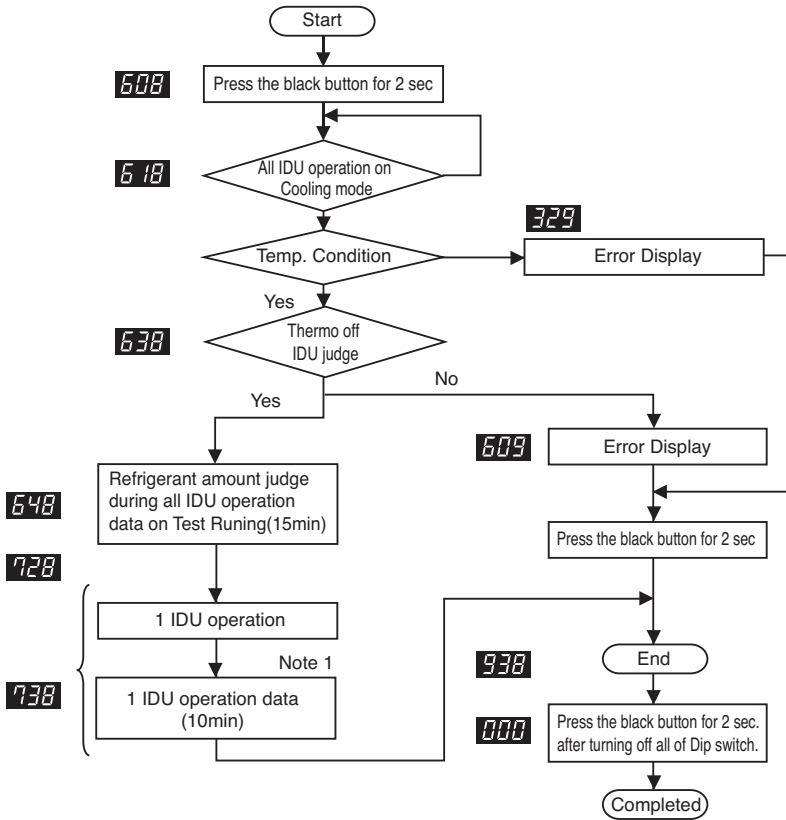 Start
608
Press the black button for 2 sec
618
All IDU operation on
Cooling mode
329
Temp. Condition
Error Display
Yes
638
Thermo off
IDU judge
No
Yes
609
Error Display
648
Refrigerant amount judge
during all IDU operation
data on Test Runing(15min)
Press the black button for 2 sec
728
1 IDU operation
Note 1
938
End
738
1 IDU operation data
(10min)
000
Press the black button for 2 sec.
after turning off all of Dip switch.
Completed